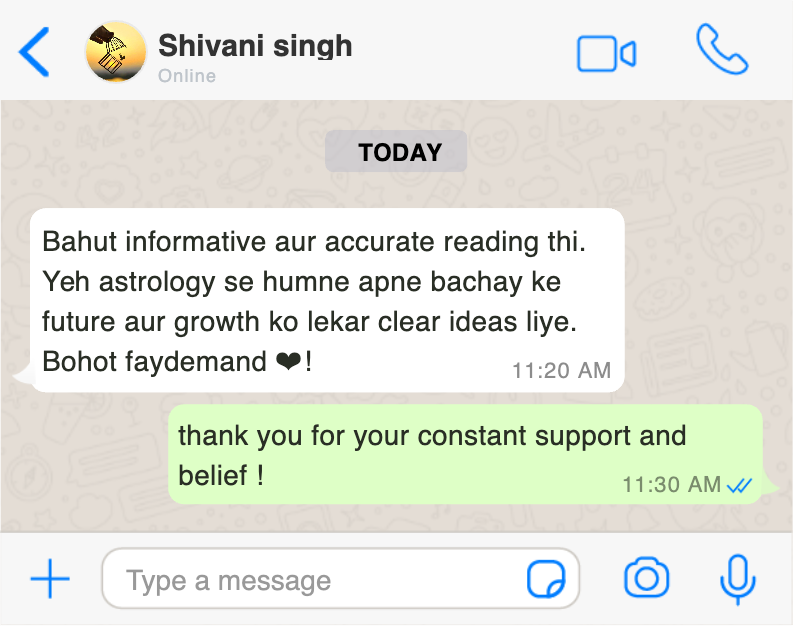 Shivani singh
Online
TODAY
Bahut informative aur accurate reading thi.
Yeh astrology se humne apne bachay ke
future aur growth ko lekar clear ideas liye.
Bohot faydemand ❤!
11:20 AM
thank you for your constant support and
belief !
11:30 AM
Type a message